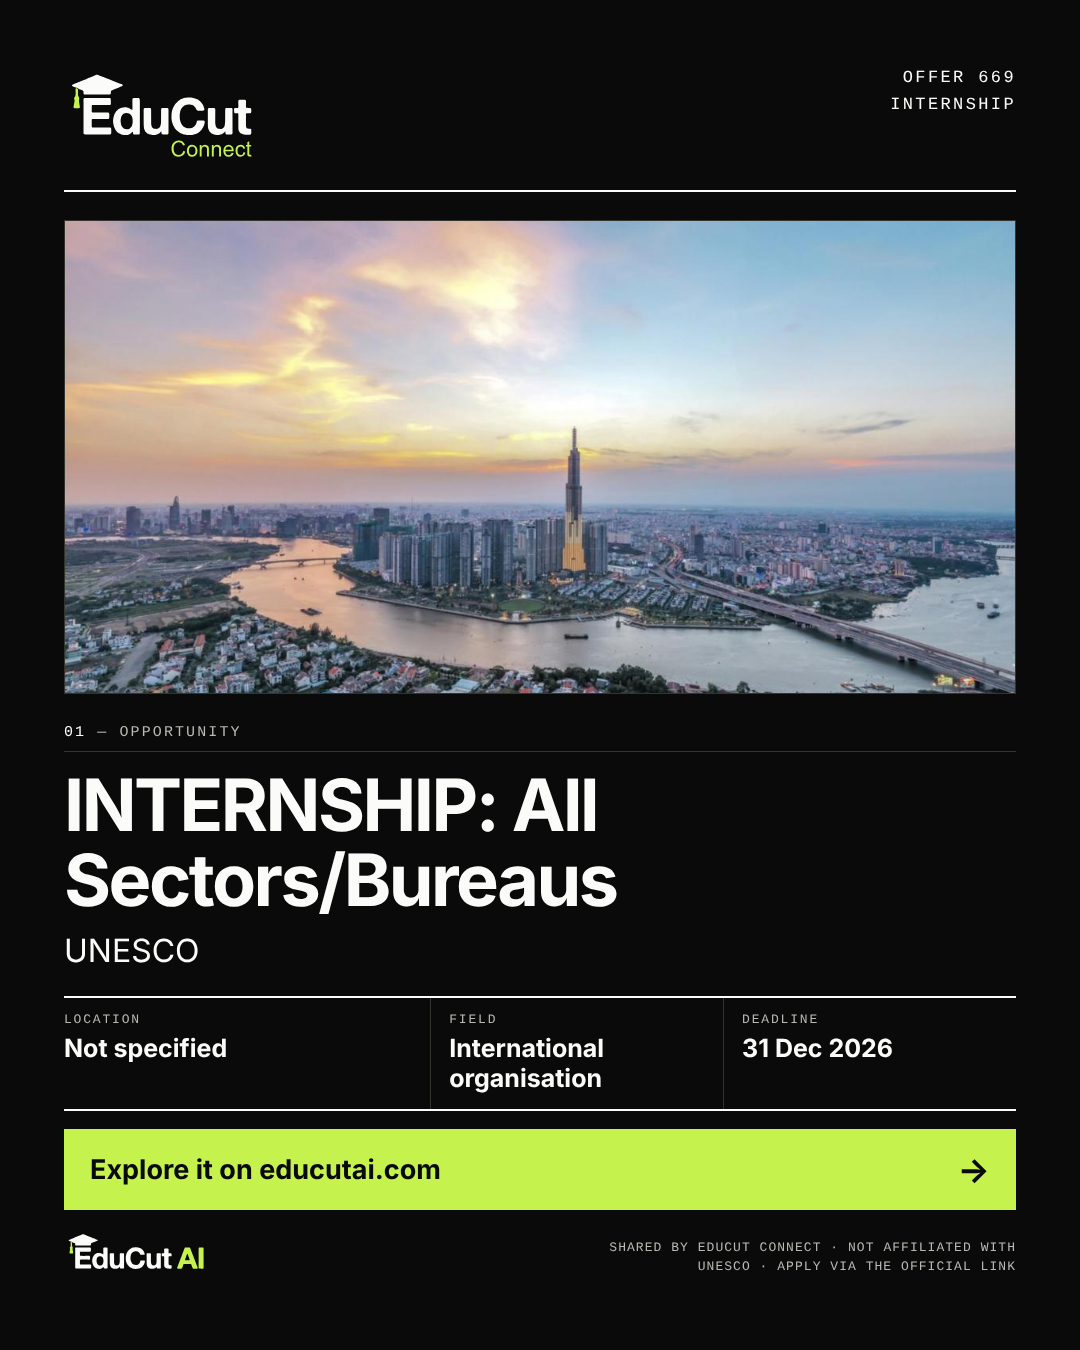 EduCut
Connect
OFFER 669
INTERNSHIP
01 — OPPORTUNITY
INTERNSHIP: All
Sectors/Bureaus
UNESCO
LOCATION
Not specified
FIELD
International
organisation
DEADLINE
31 Dec 2026
Explore it on educutai.com →
EduCut AI
SHARED BY EDUCUT CONNECT · NOT AFFILIATED WITH
UNESCO · APPLY VIA THE OFFICIAL LINK